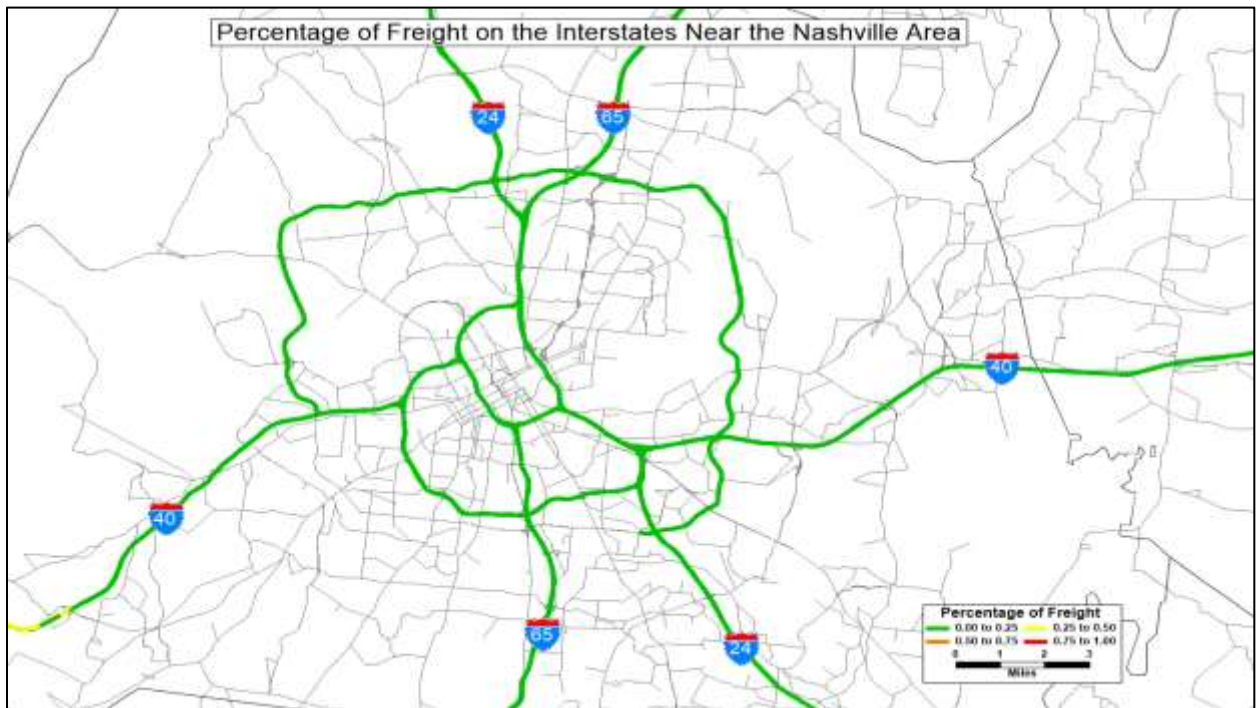 Percentage of Freight on the Interstates Near the Nashville Area
24
65
40
40
65
24
Percentage of Freight
0.00 to 0.25 0.25 to 0.50
0.50 to 0.75 0.75 to 1.00
0 1 2 3
Miles